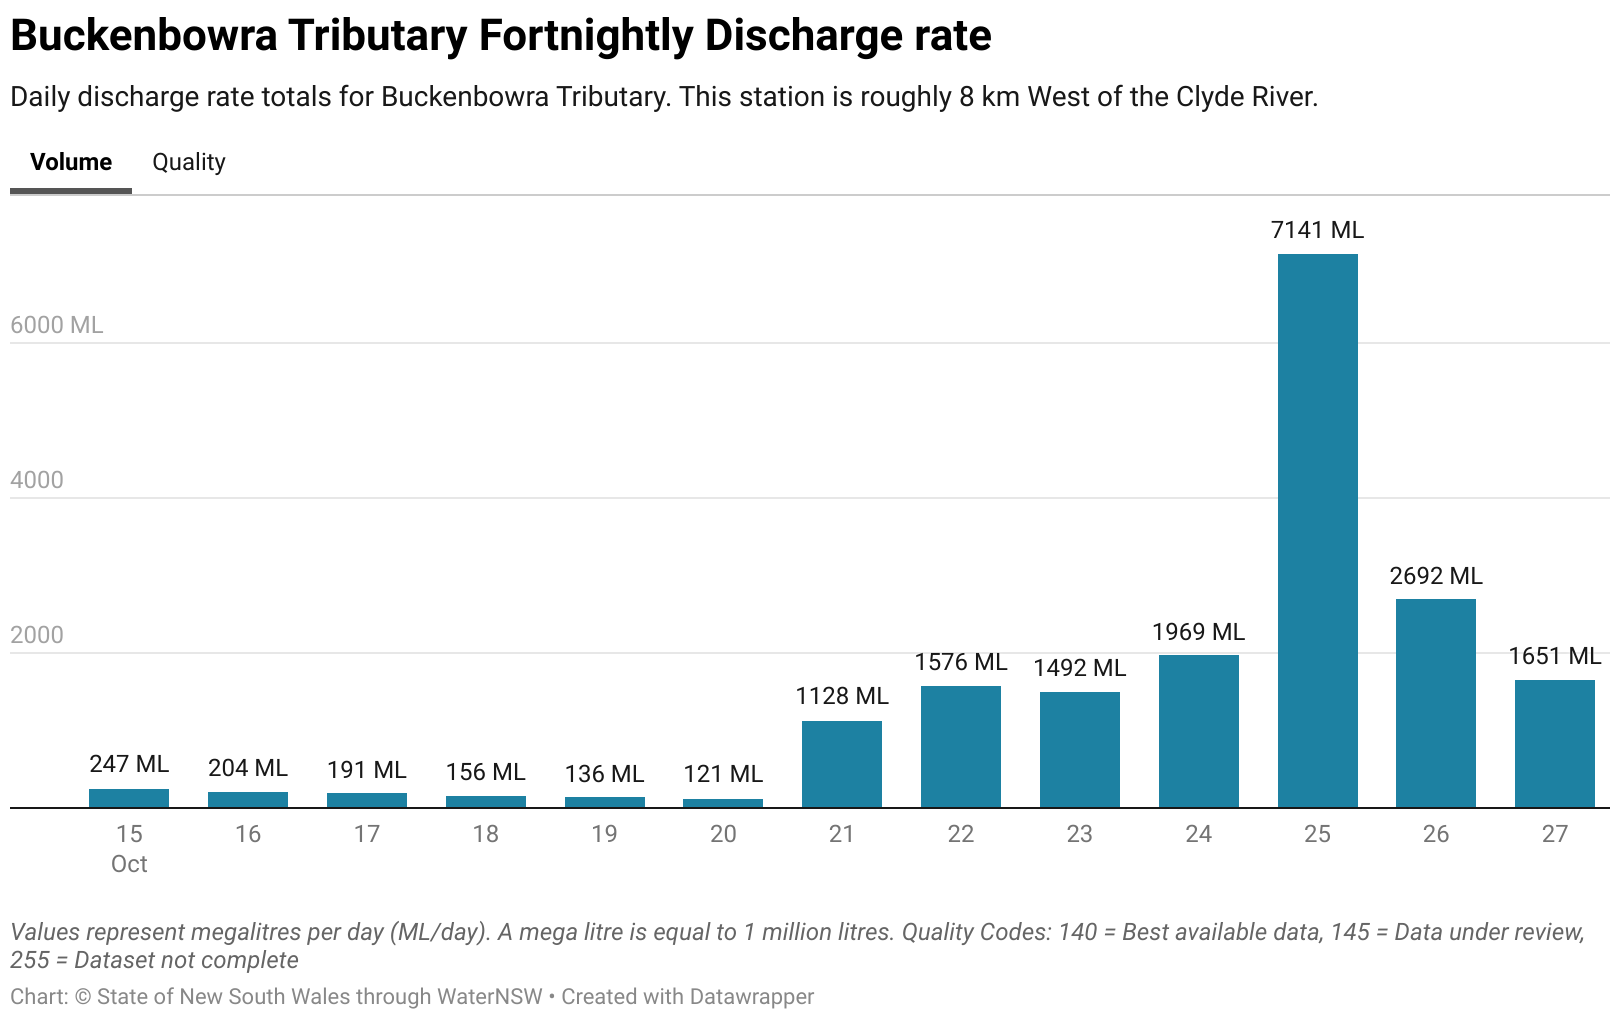 Buckenbowra Tributary Fortnightly Discharge rate
Daily discharge rate totals for Buckenbowra Tributary. This station is roughly 8 km West of the Clyde River.
Volume Quality
7141 ML
6000 ML
4000
2692 ML
2000
1969 ML
1576 ML
1492 ML
1651 ML
1128 ML
247 ML 204 ML 191 ML 156 ML 136 ML 121 ML
15 16 17 18 19 20 21 22 23 24 25 26 27
Oct
Values represent megalitres per day (ML/day). A mega litre is equal to 1 million litres. Quality Codes: 140 = Best available data, 145 = Data under review,
255 = Dataset not complete
Chart: © State of New South Wales through WaterNSW • Created with Datawrapper